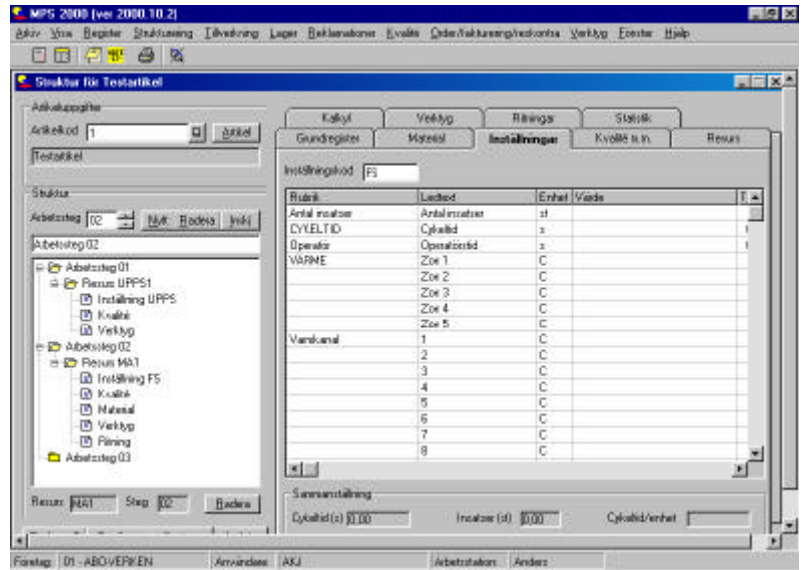 MPS 2000 (ver 2000.10.2)
Arkiv Visa Register Strukturering Tillverkning Lager Reklamationer Kvalité Order/fakturering/reskontra Verktyg Fönster Hjälp
Struktur för Testartikel
Artikeluppgifter
Artikelkod 1 Artikel
Testartikel
Struktur
Arbetssteg 02 Nytt Radera
Arbetssteg 02
Arbetssteg 01
Resurs UPPS1
Inställning UPPS
Kvalité
Verktyg
Arbetssteg 02
Resurs MA1
Inställning FS
Kvalité
Material
Verktyg
Ritning
Arbetssteg 03
Resurs MA1 Steg 02 Radera
Kalkyl Verktyg Ritningar Statistik
Grundregister Material Inställningar Kvalité m.m. Resurs
Inställningskod FS
Rubrik Ledtext Enhet Värde T
Antal insatser Antal insatser st
CYKELTID Cykeltid s
Operatör Operatörstid s
VÄRME Zon 1 C
Zon 2 C
Zon 3 C
Zon 4 C
Zon 5 C
Varmkanal 1 C
2 C
3 C
4 C
5 C
6 C
7 C
8 C
Sammanställning
Cykeltid (s) 0,00 Insatser (st) 0,00 Cykeltid/enhet
Företag: 01 - ABO-VERKEN Användare: AKJ Arbetsstation: Anders